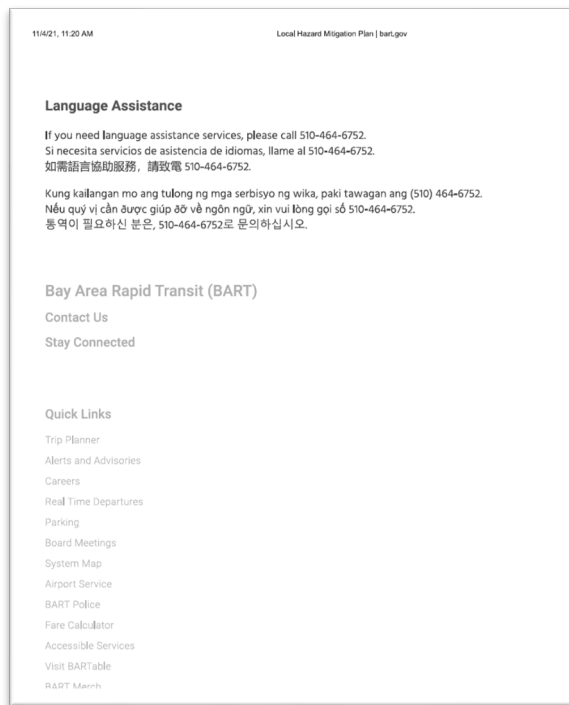 11/4/21, 11:20 AM
Local Hazard Mitigation Plan | bart.gov
Language Assistance
If you need language assistance services, please call 510-464-6752.
Si necesita servicios de asistencia de idiomas, llame al 510-464-6752.
如需語言協助服務，請致電 510-464-6752.
Kung kailangan mo ang tulong ng mga serbisyo ng wika, paki tawagan ang (510) 464-6752.
Nếu quý vị cần được giúp đỡ về ngôn ngữ, xin vui lòng gọi số 510-464-6752.
통역이 필요하신 분은, 510-464-6752로 문의하십시오.
Bay Area Rapid Transit (BART)
Contact Us
Stay Connected
Quick Links
Trip Planner
Alerts and Advisories
Careers
Real Time Departures
Parking
Board Meetings
System Map
Airport Service
BART Police
Fare Calculator
Accessible Services
Visit BARTable
BART Merch